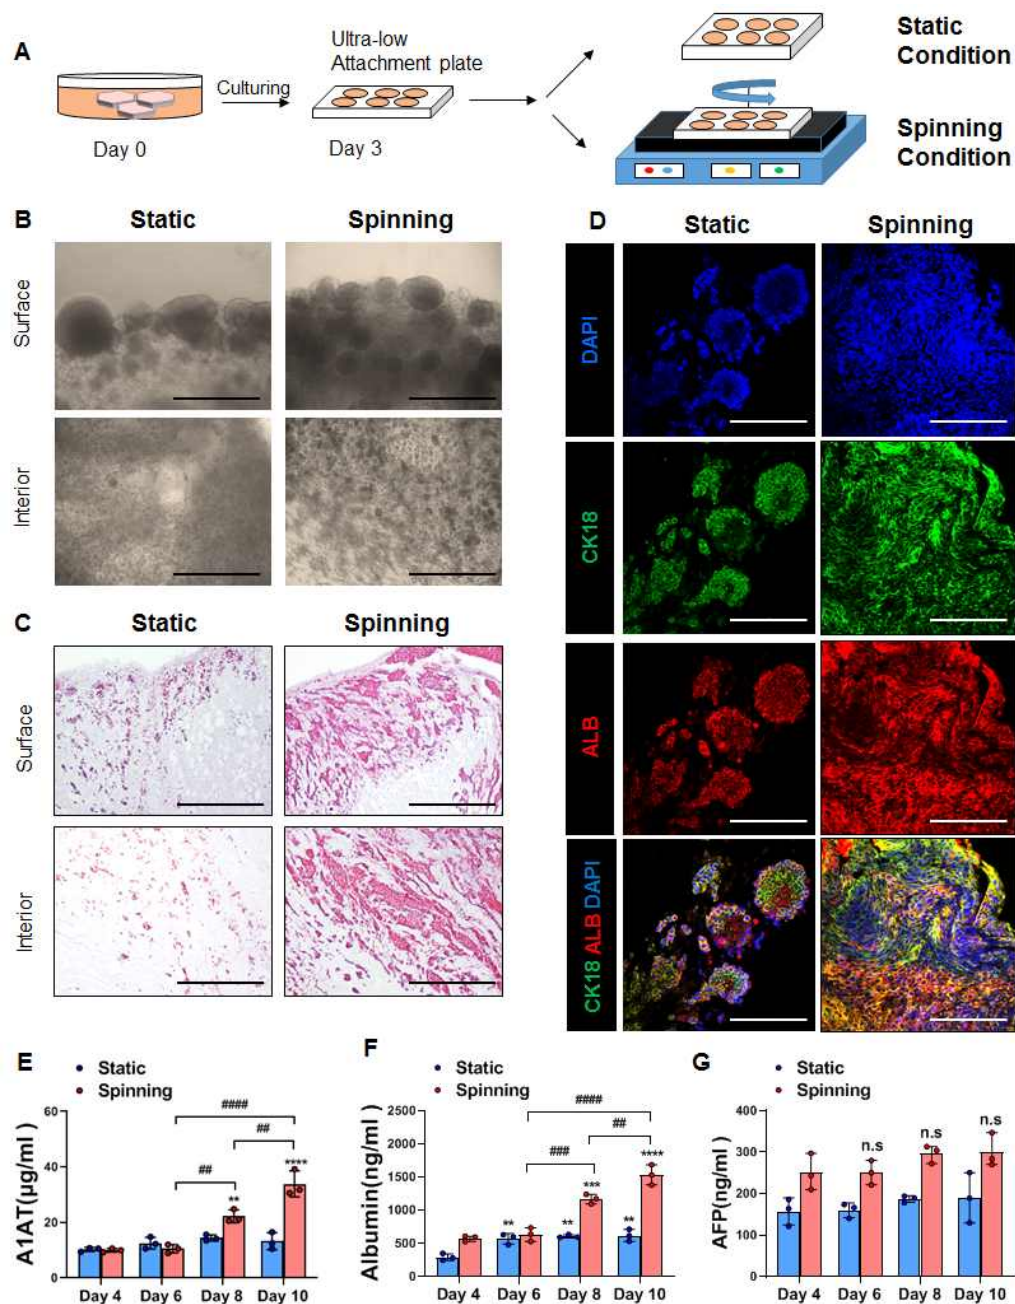 A
Ultra-low
Attachment plate
Culturing
Day 0
Day 3
Static
Condition
Spinning
Condition
B
Static
Spinning
Surface
Interior
C
Static
Spinning
Surface
Interior
D
Static
Spinning
DAPI
CK18
ALB
CK18 ALB DAPI
E
Static
Spinning
A1AT(µg/ml )
60
40
20
0
####
##
##
**
****
Day 4 Day 6 Day 8 Day 10
F
Static
Spinning
Albumin(ng/ml )
2500
2000
1500
1000
500
0
####
##
###
**
**
***
**
****
Day 4 Day 6 Day 8 Day 10
G
Static
Spinning
AFP(ng/ml )
400
300
200
100
0
n.s
n.s
n.s
Day 4 Day 6 Day 8 Day 10